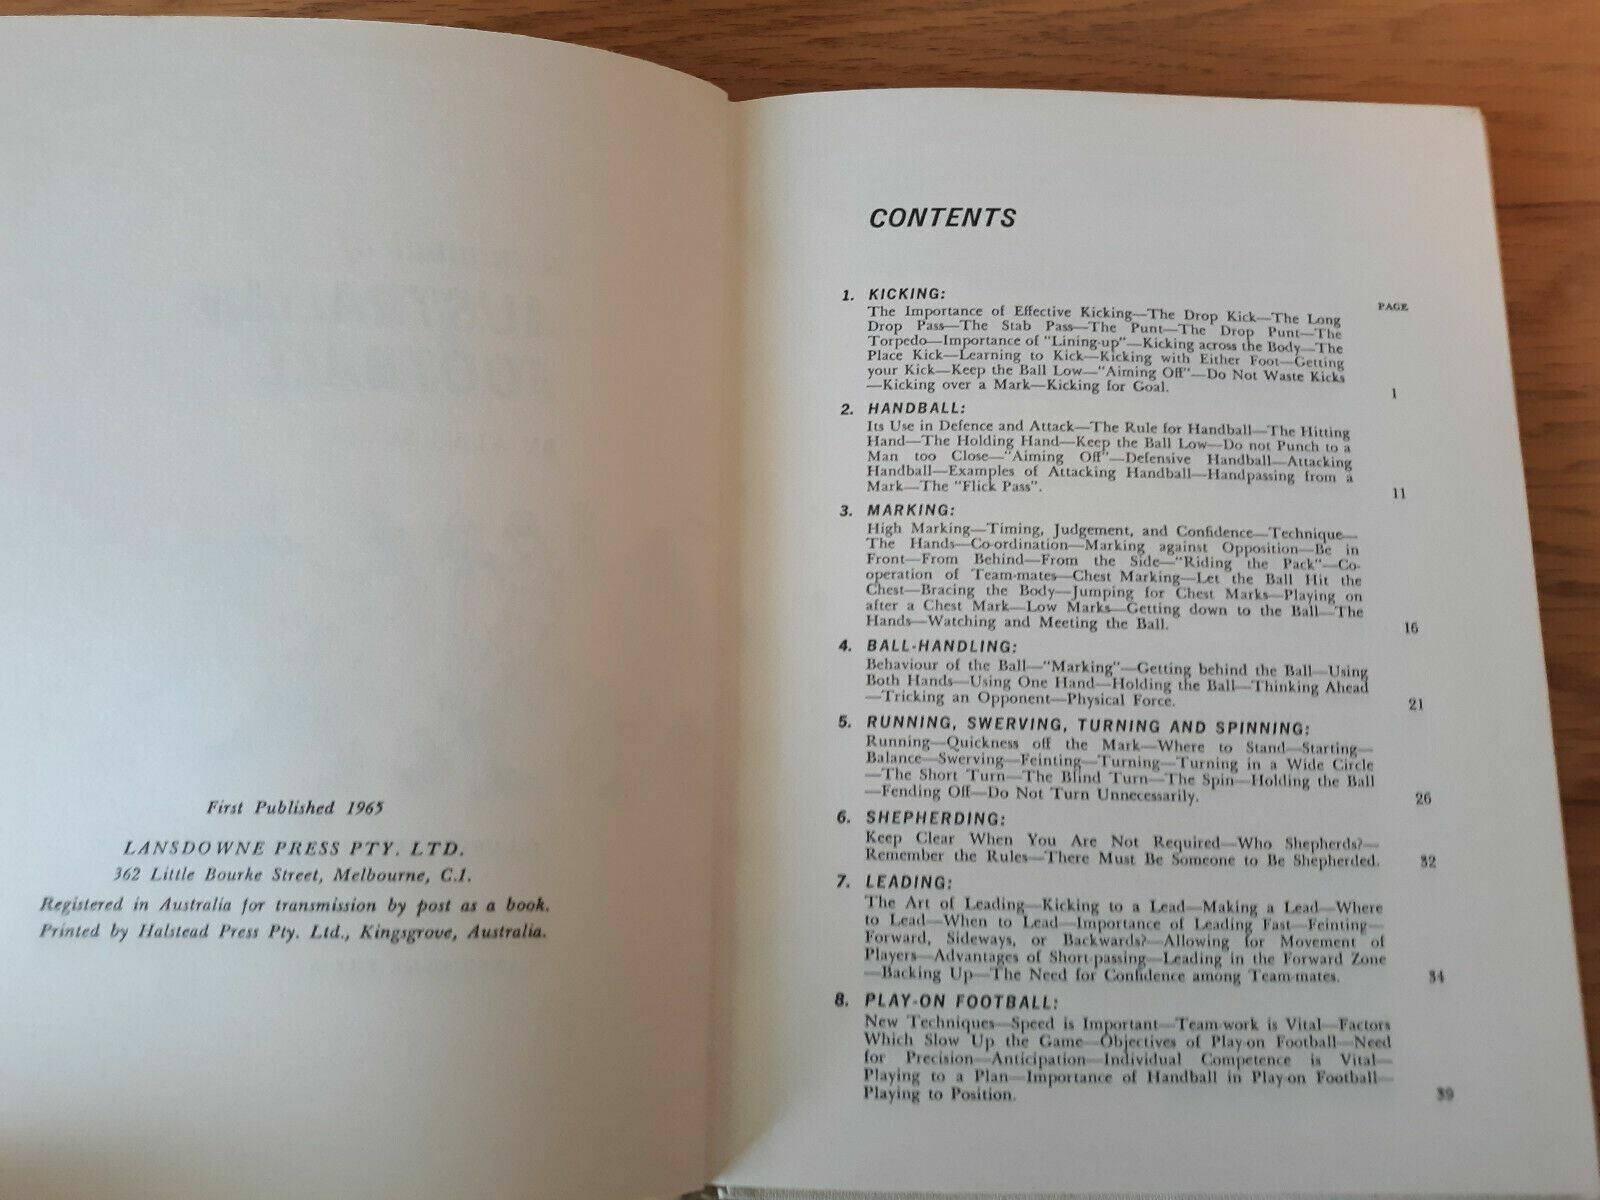 First Published 1965
LANSDOWNE PRESS PTY. LTD.
362 Little Bourke Street, Melbourne, C.1.
Registered in Australia for transmission by post as a book.
Printed by Halstead Press Pty. Ltd., Kingsgrove, Australia.
CONTENTS
PAGE
1. KICKING:
The Importance of Effective Kicking—The Drop Kick—The Long
Drop Pass—The Stab Pass—The Punt—The Drop Punt—The
Torpedo—Importance of "Lining-up"—Kicking across the Body—The
Place Kick—Learning to Kick—Kicking with Either Foot—Getting
your Kick—Keep the Ball Low—"Aiming Off"—Do Not Waste Kicks
—Kicking over a Mark—Kicking for Goal. 1
2. HANDBALL:
Its Use in Defence and Attack—The Rule for Handball—The Hitting
Hand—The Holding Hand—Keep the Ball Low—Do not Punch to a
Man too Close—"Aiming Off"—Defensive Handball—Attacking
Handball—Examples of Attacking Handball—Handpassing from a
Mark—The "Flick Pass". 11
3. MARKING:
High Marking—Timing, Judgement, and Confidence—Technique—
The Hands—Co-ordination—Marking against Opposition—Be in
Front—From Behind—From the Side—"Riding the Pack"—Co-
operation of Team-mates—Chest Marking—Let the Ball Hit the
Chest—Bracing the Body—Jumping for Chest Marks—Playing on
after a Chest Mark—Low Marks—Getting down to the Ball—The
Hands—Watching and Meeting the Ball. 16
4. BALL-HANDLING:
Behaviour of the Ball—"Marking"—Getting behind the Ball—Using
Both Hands—Using One Hand—Holding the Ball—Thinking Ahead
—Tricking an Opponent—Physical Force. 21
5. RUNNING, SWERVING, TURNING AND SPINNING:
Running—Quickness off the Mark—Where to Stand—Starting—
Balance—Swerving—Feinting—Turning—Turning in a Wide Circle
—The Short Turn—The Blind Turn—The Spin—Holding the Ball
—Fending Off—Do Not Turn Unnecessarily. 26
6. SHEPHERDING:
Keep Clear When You Are Not Required—Who Shepherds?—
Remember the Rules—There Must Be Someone to Be Shepherded. 32
7. LEADING:
The Art of Leading—Kicking to a Lead—Making a Lead—Where
to Lead—When to Lead—Importance of Leading Fast—Feinting—
Forward, Sideways, or Backwards?—Allowing for Movement of
Players—Advantages of Short-passing—Leading in the Forward Zone
—Backing Up—The Need for Confidence among Team-mates. 34
8. PLAY-ON FOOTBALL:
New Techniques—Speed is Important—Team-work is Vital—Factors
Which Slow Up the Game—Objectives of Play-on Football—Need
for Precision—Anticipation—Individual Competence is Vital—
Playing to a Plan—Importance of Handball in Play-on Football—
Playing to Position. 39